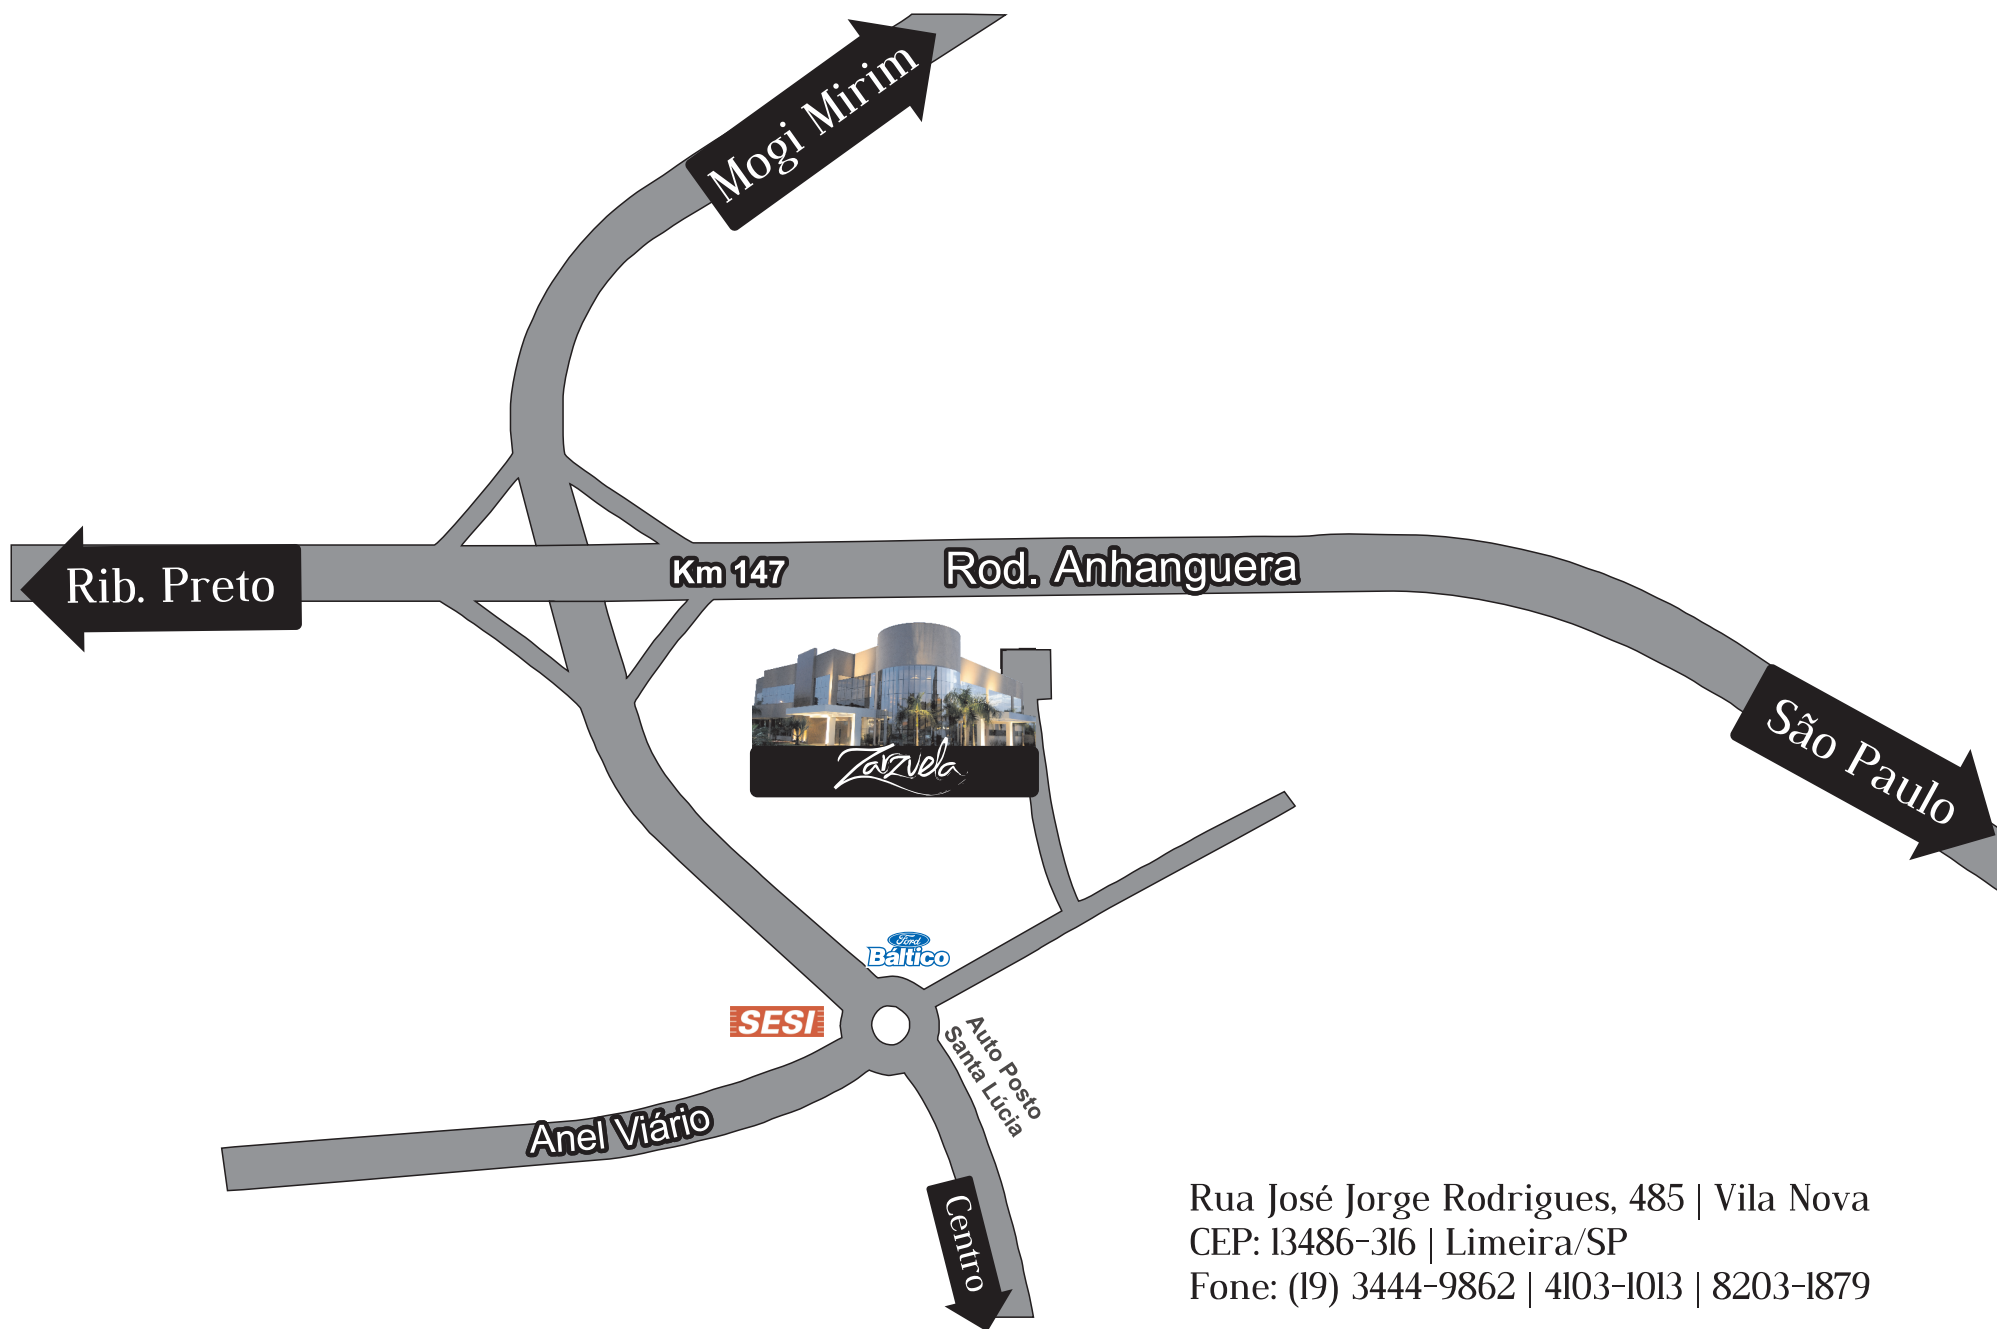 Mogi Mirim
Km 147
Rod. Anhanguera
Rib. Preto
São Paulo
Zarzuela
Ford
Báltico
SESI
Auto Posto
Santa Lúcia
Anel Viário
Centro
Rua José Jorge Rodrigues, 485 | Vila Nova
CEP: 13486-316 | Limeira/SP
Fone: (19) 3444-9862 | 4103-1013 | 8203-1879